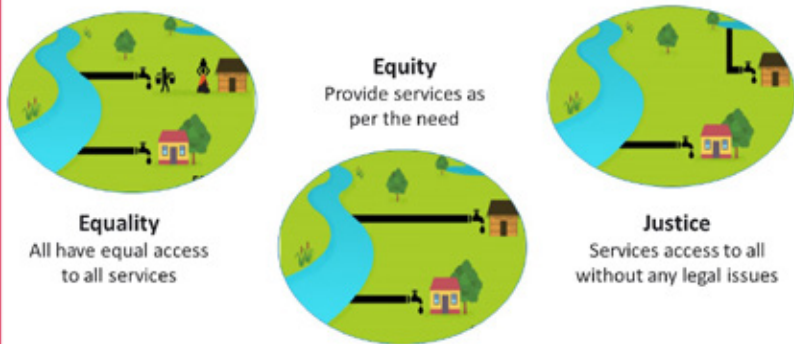 Equality
All have equal access
to all services
Equity
Provide services as
per the need
Justice
Services access to all
without any legal issues